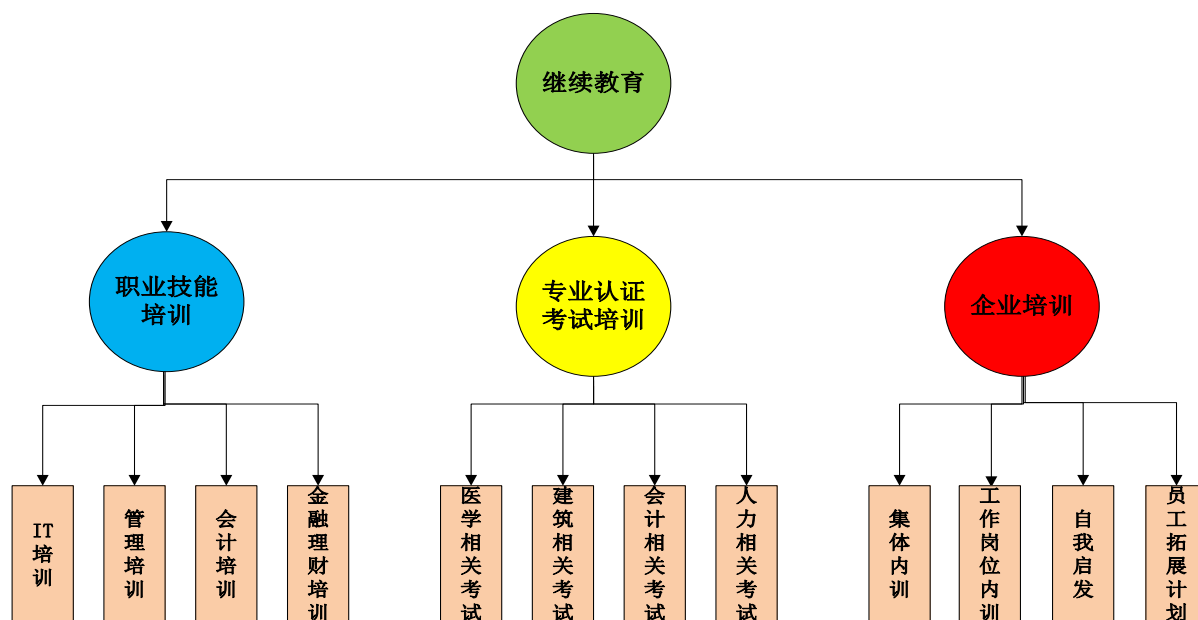 继续教育
职业技能
培训
专业认证
考试培训
企业培训
IT
培
训
管
理
培
训
会
计
培
训
金
融
理
财
培
训
医
学
相
关
考
试
建
筑
相
关
考
试
会
计
相
关
考
试
人
力
相
关
考
试
集
体
内
训
工
作
岗
位
内
训
自
我
启
发
员
工
拓
展
计
划